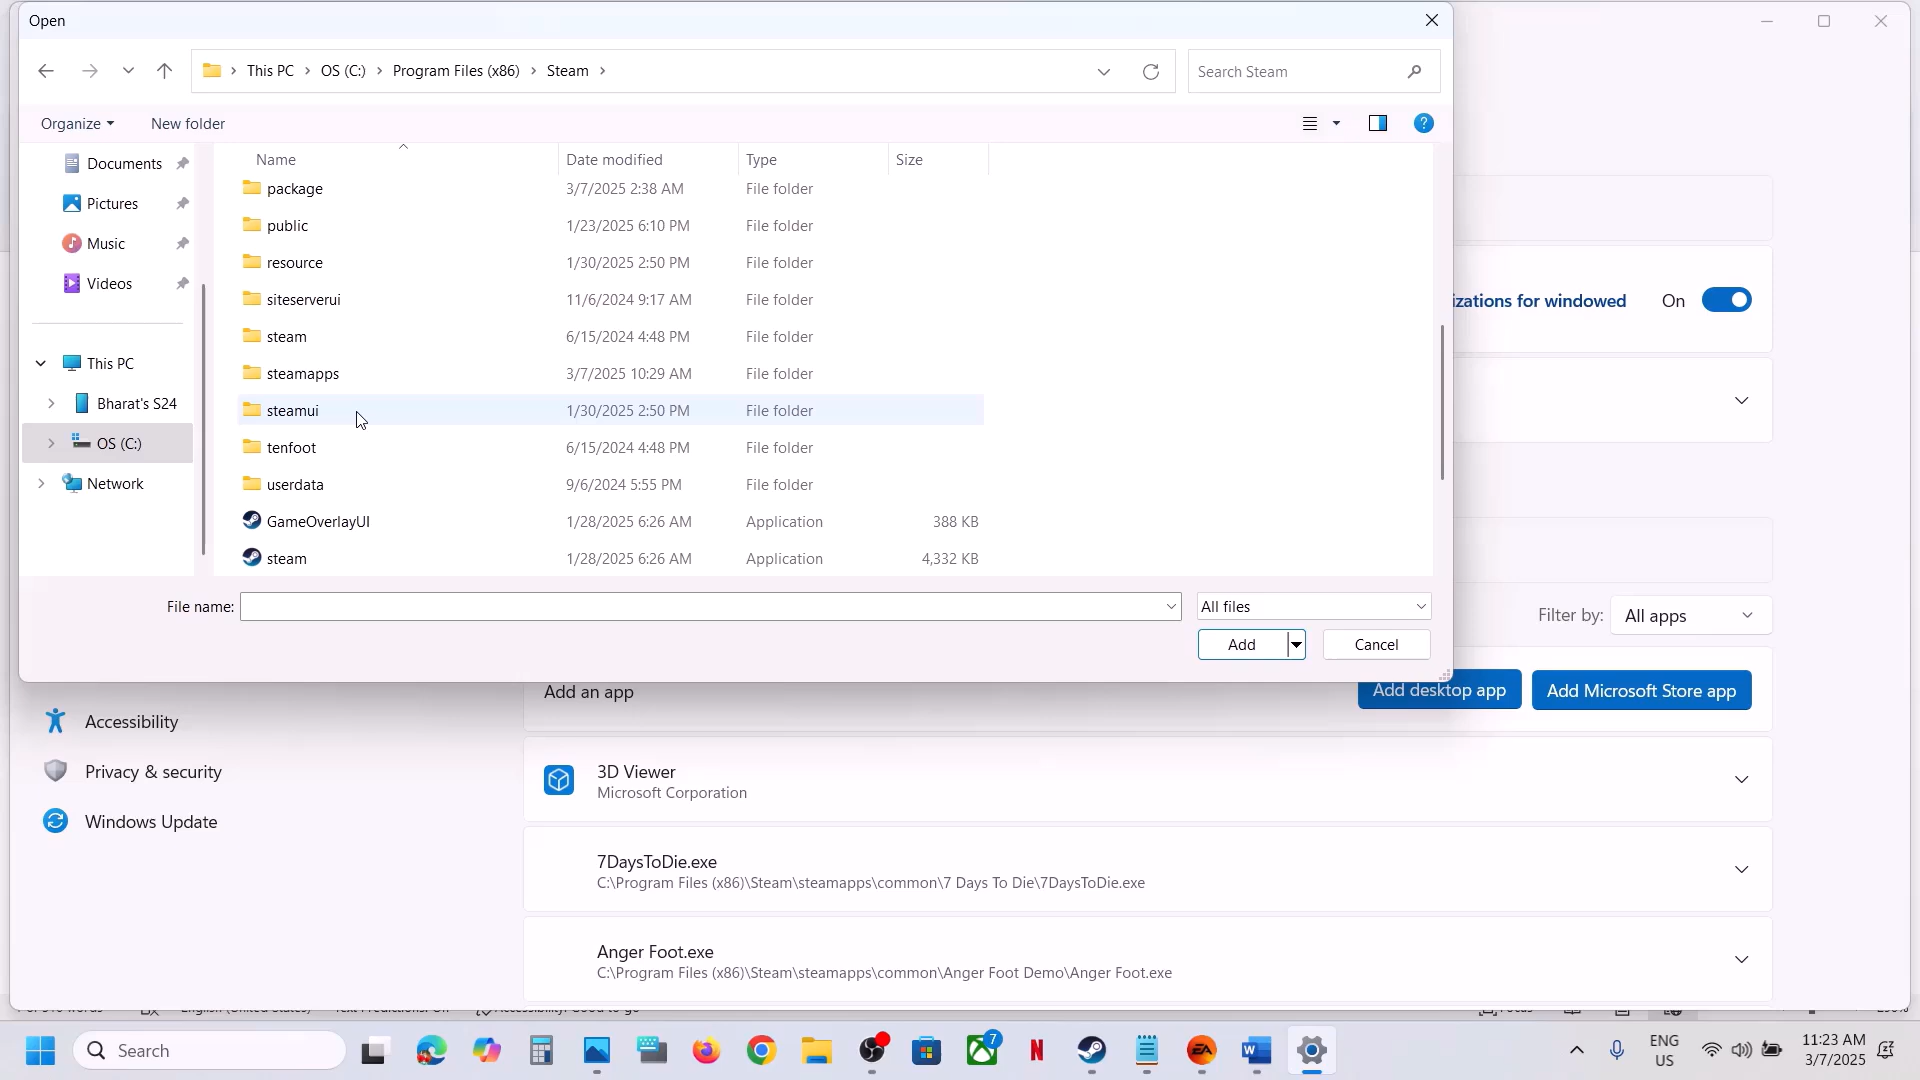 Open
This PC > OS (C:) > Program Files (x86) > Steam >
Search Steam
Organize
New folder
Name
Date modified
Type
Size
Documents
Pictures
Music
Videos
This PC
Bharat's S24
OS (C:)
Network
package 3/7/2025 2:38 AM File folder
public 1/23/2025 6:10 PM File folder
resource 1/30/2025 2:50 PM File folder
siteserverui 11/6/2024 9:17 AM File folder
steam 6/15/2024 4:48 PM File folder
steamapps 3/7/2025 10:29 AM File folder
steamui 1/30/2025 2:50 PM File folder
tenfoot 6/15/2024 4:48 PM File folder
userdata 9/6/2024 5:55 PM File folder
GameOverlayUI 1/28/2025 6:26 AM Application 388 KB
steam 1/28/2025 6:26 AM Application 4,332 KB
File name:
All files
Add
Cancel
izations for windowed
On
Filter by:
All apps
Add an app
Add desktop app
Add Microsoft Store app
Accessibility
Privacy & security
Windows Update
3D Viewer
Microsoft Corporation
7DaysToDie.exe
C:\Program Files (x86)\Steam\steamapps\common\7 Days To Die\7DaysToDie.exe
Anger Foot.exe
C:\Program Files (x86)\Steam\steamapps\common\Anger Foot Demo\Anger Foot.exe
Search
7
ENG
US
11:23 AM
3/7/2025